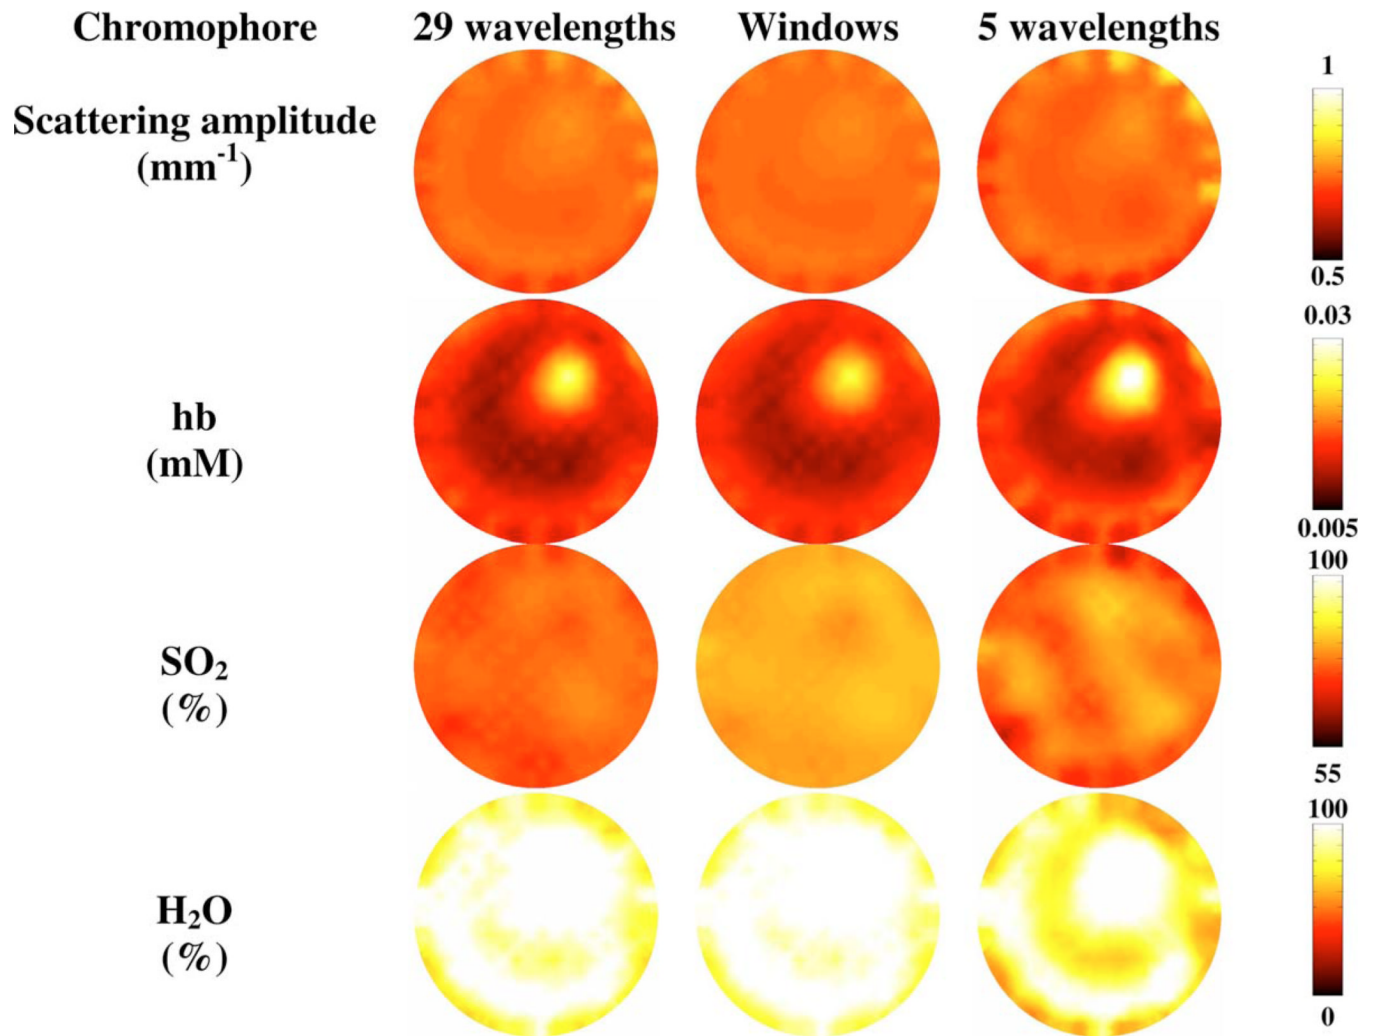 Chromophore 29 wavelengths Windows 5 wavelengths
1
Scattering amplitude
(mm⁻¹)
0.5
0.03
hb
(mM)
0.005
100
SO₂
(%)
55
100
H₂O
(%)
0